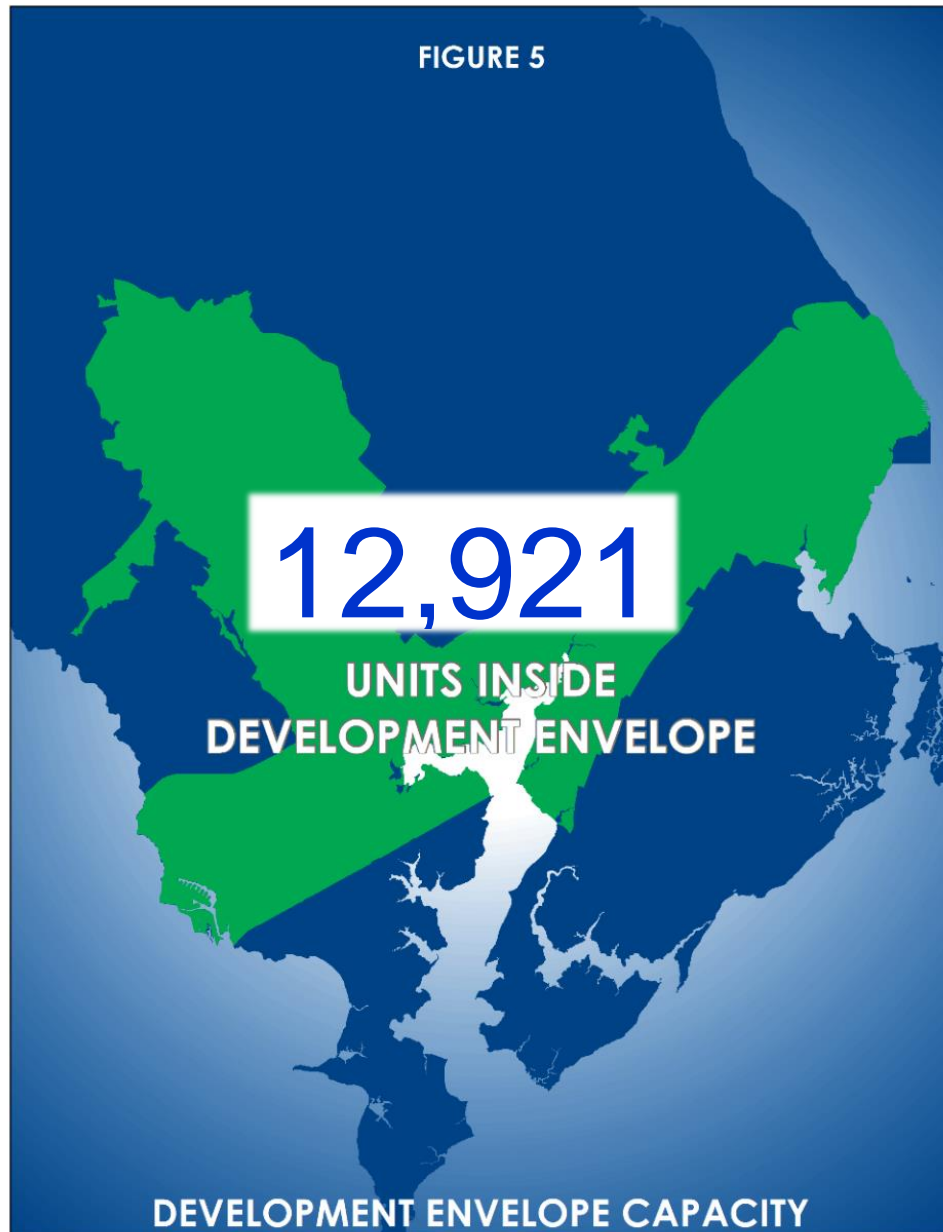 FIGURE 5
12,921
UNITS INSIDE
DEVELOPMENT ENVELOPE
DEVELOPMENT ENVELOPE CAPACITY